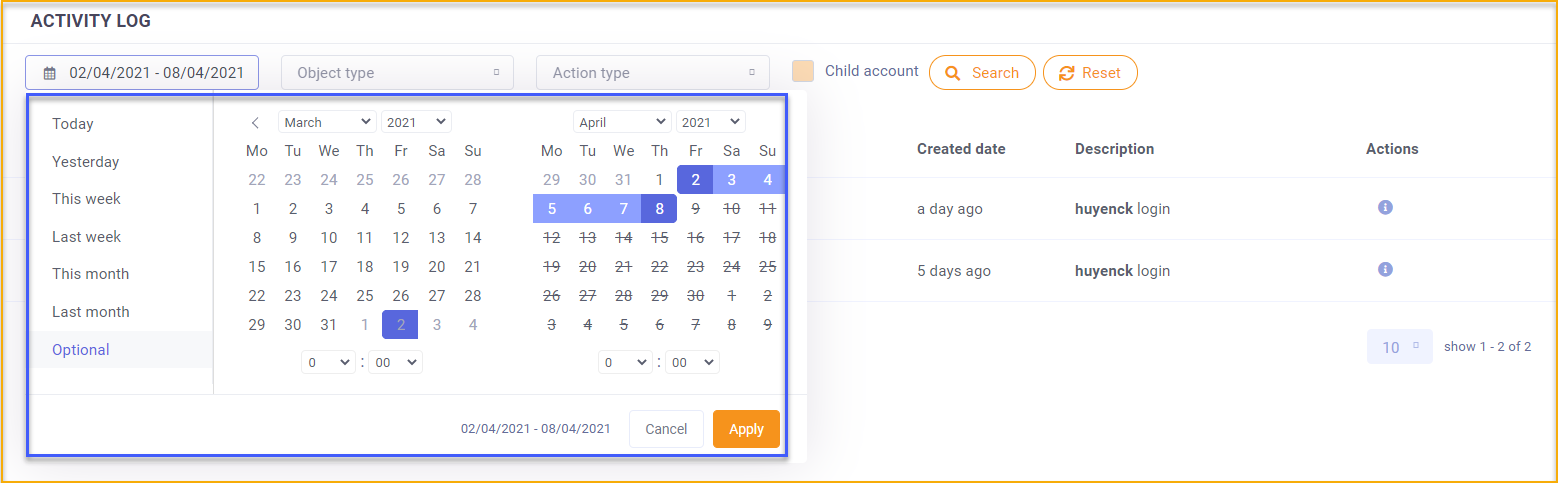 ACTIVITY LOG
02/04/2021 - 08/04/2021 Object type Action type Child account Search Reset
Today
Yesterday
This week
Last week
This month
Last month
Optional
March 2021
Mo Tu We Th Fr Sa Su
22 23 24 25 26 27 28
1 2 3 4 5 6 7
8 9 10 11 12 13 14
15 16 17 18 19 20 21
22 23 24 25 26 27 28
29 30 31 1 2 3 4
0 : 00
April 2021
Mo Tu We Th Fr Sa Su
29 30 31 1 2 3 4
5 6 7 8 9 10 11
12 13 14 15 16 17 18
19 20 21 22 23 24 25
26 27 28 29 30 1 2
3 4 5 6 7 8 9
0 : 00
02/04/2021 - 08/04/2021 Cancel Apply
Created date Description Actions
a day ago huyenck login
5 days ago huyenck login
10 show 1 - 2 of 2